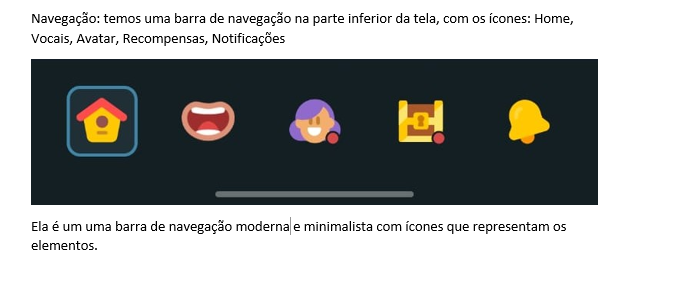 Navegação: temos uma barra de navegação na parte inferior da tela, com os ícones: Home,
Vocais, Avatar, Recompensas, Notificações
Ela é um uma barra de navegação moderna e minimalista com ícones que representam os
elementos.